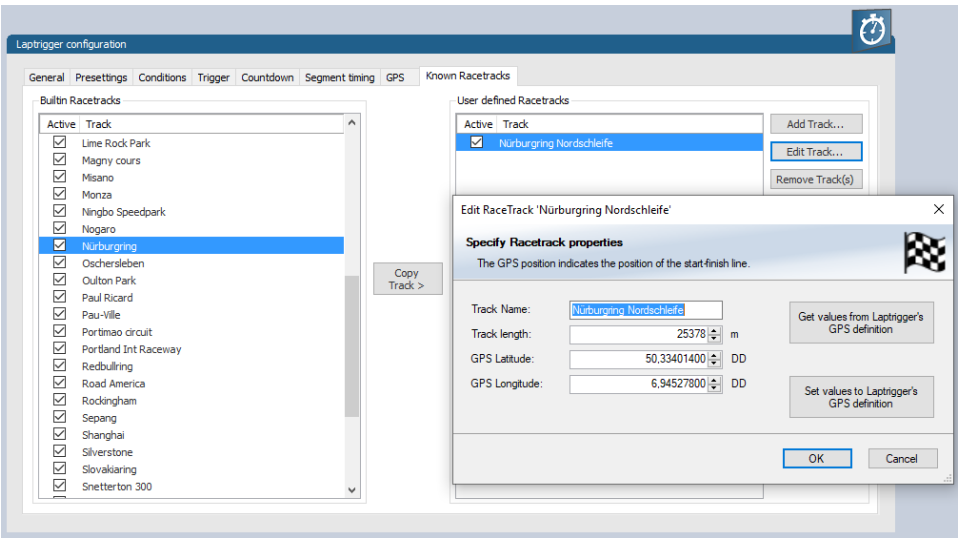 Laptrigger configuration
General Presettings Conditions Trigger Countdown Segment timing GPS Known Racetracks
Builtin Racetracks
Active Track
Lime Rock Park
Magny cours
Misano
Monza
Ningbo Speedpark
Nogaro
Nürburgring
Oschersleben
Oulton Park
Paul Ricard
Pau-Ville
Portimao circuit
Portland Int Raceway
Redbullring
Road America
Rockingham
Sepang
Shanghai
Silverstone
Slovakiaring
Snetterton 300
Copy
Track >
User defined Racetracks
Active Track
Nürburgring Nordschleife
Add Track...
Edit Track...
Remove Track(s)
Edit RaceTrack 'Nürburgring Nordschleife'
Specify Racetrack properties
The GPS position indicates the position of the start-finish line.
Track Name: Nürburgring Nordschleife
Track length: 25378 m
GPS Latitude: 50,33401400 DD
GPS Longitude: 6,94527800 DD
Get values from Laptrigger's
GPS definition
Set values to Laptrigger's
GPS definition
OK Cancel